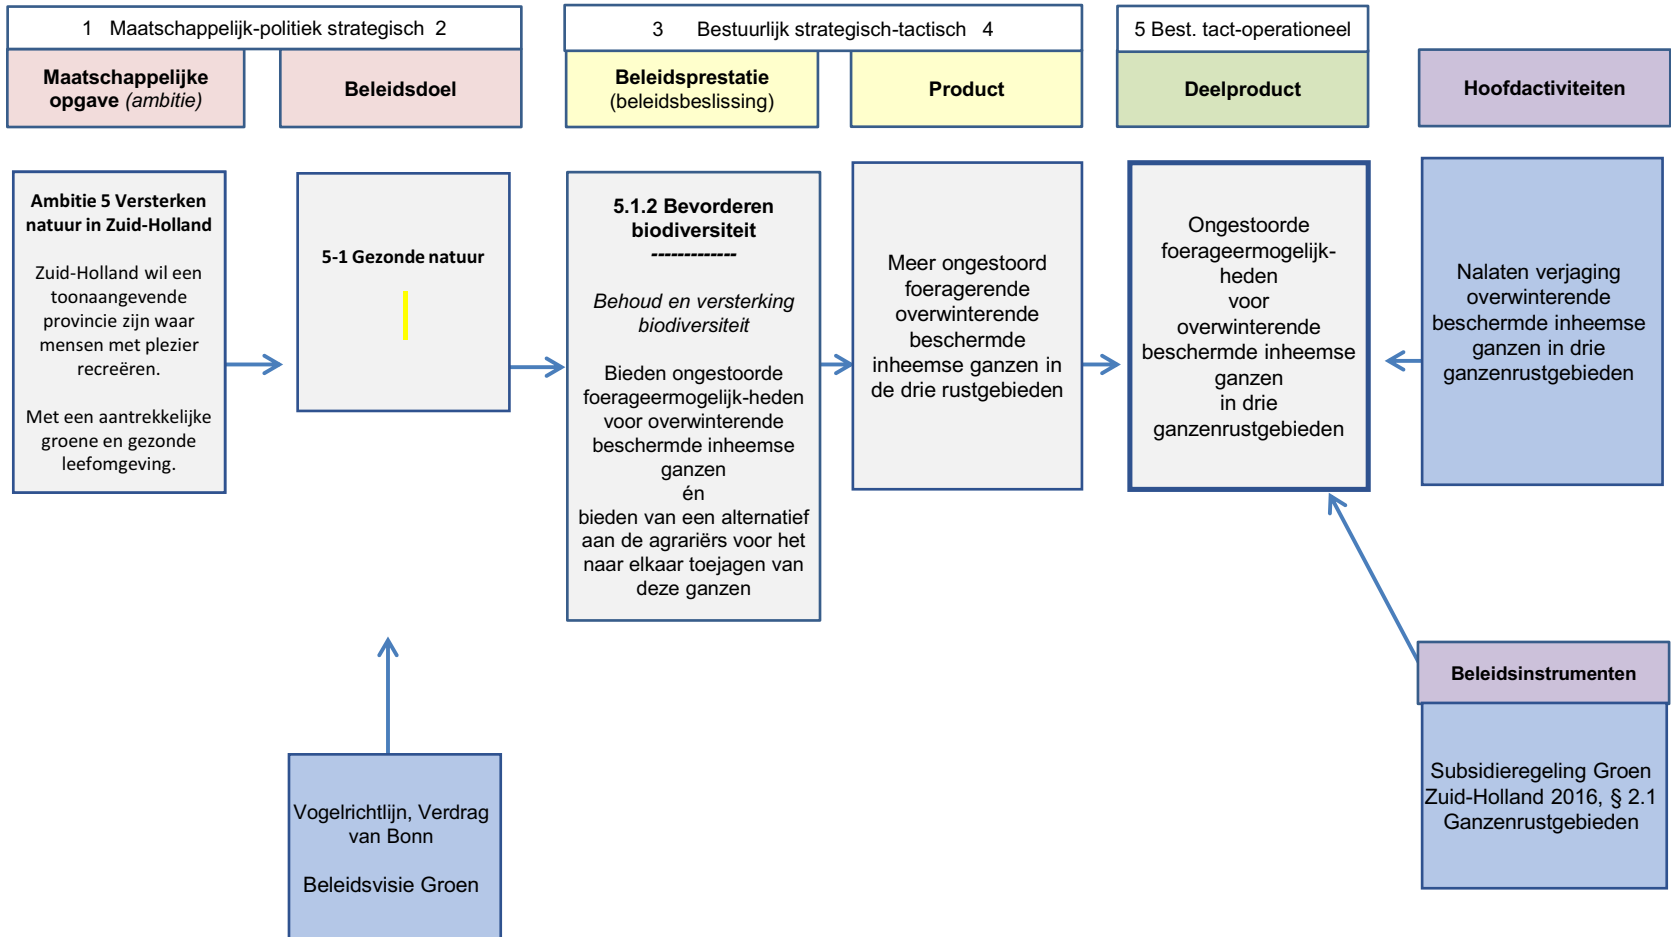 1 Maatschappelijk-politiek strategisch 2
3 Bestuurlijk strategisch-tactisch 4
5 Best. tact-operationeel
Maatschappelijke
opgave (ambitie)
Beleidsdoel
Beleidsprestatie
(beleidsbeslissing)
Product
Deelproduct
Hoofdactiviteiten
Ambitie 5 Versterken
natuur in Zuid-Holland
Zuid-Holland wil een
toonaangevende
provincie zijn waar
mensen met plezier
recreëren.
Met een aantrekkelijke
groene en gezonde
leefomgeving.
5-1 Gezonde natuur
5.1.2 Bevorderen
biodiversiteit
-------------
Behoud en versterking
biodiversiteit
Bieden ongestoorde
foerageermogelijk-heden
voor overwinterende
beschermde inheemse
ganzen
én
bieden van een alternatief
aan de agrariërs voor het
naar elkaar toejagen van
deze ganzen
Meer ongestoord
foeragerende
overwinterende
beschermde
inheemse ganzen in
de drie rustgebieden
Ongestoorde
foerageermogelijk-
heden
voor
overwinterende
beschermde inheemse
ganzen
in drie
ganzenrustgebieden
Nalaten verjaging
overwinterende
beschermde inheemse
ganzen in drie
ganzenrustgebieden
Vogelrichtlijn, Verdrag
van Bonn
Beleidsvisie Groen
Beleidsinstrumenten
Subsidieregeling Groen
Zuid-Holland 2016, § 2.1
Ganzenrustgebieden